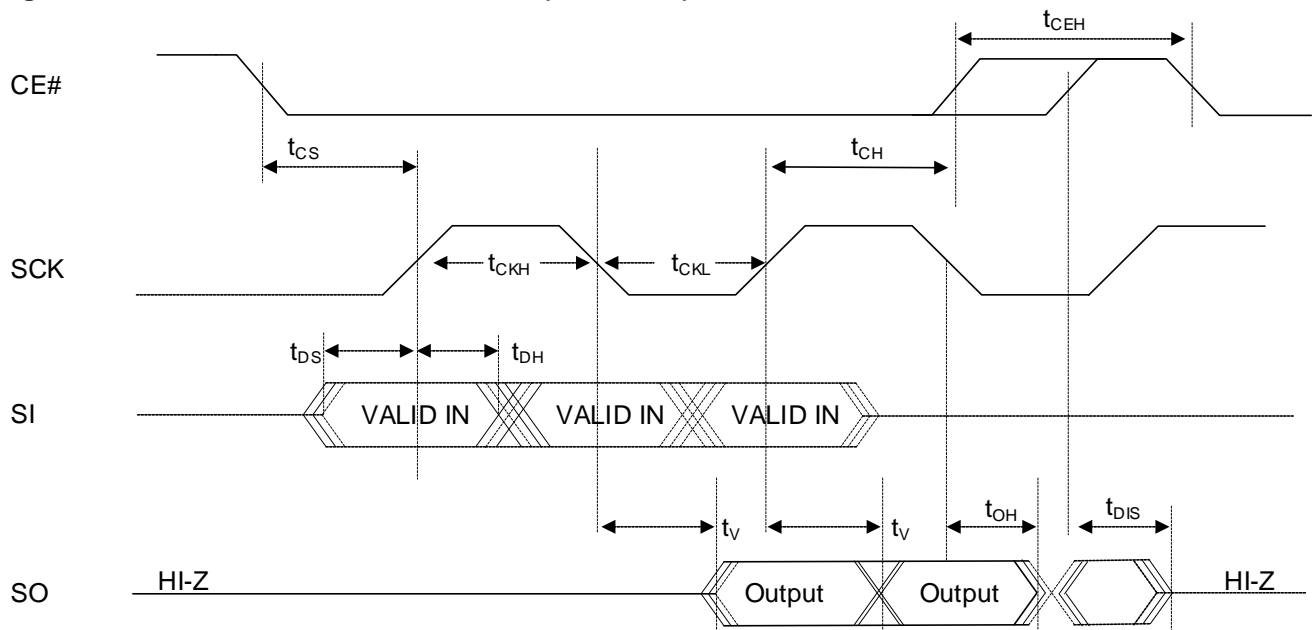 tCEH
CE#
tCS
tCH
SCK
tCKH
tCKL
tDS
tDH
SI
VALID IN
VALID IN
VALID IN
tV
tV
tOH
tDIS
SO
HI-Z
Output
Output
HI-Z